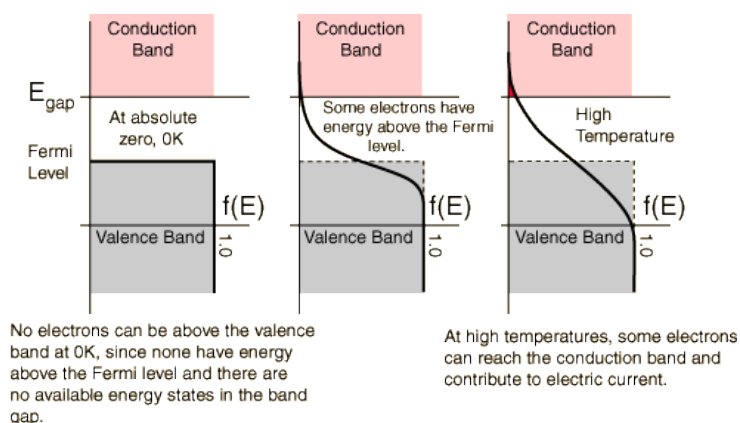 Conduction
Band
Conduction
Band
Conduction
Band
Egap
At absolute
zero, 0K
Some electrons have
energy above the Fermi
level.
High
Temperature
Fermi
Level
f(E)
f(E)
f(E)
Valence Band
1.0
Valence Band
1.0
Valence Band
1.0
No electrons can be above the valence
band at 0K, since none have energy
above the Fermi level and there are
no available energy states in the band
gap.
At high temperatures, some electrons
can reach the conduction band and
contribute to electric current.